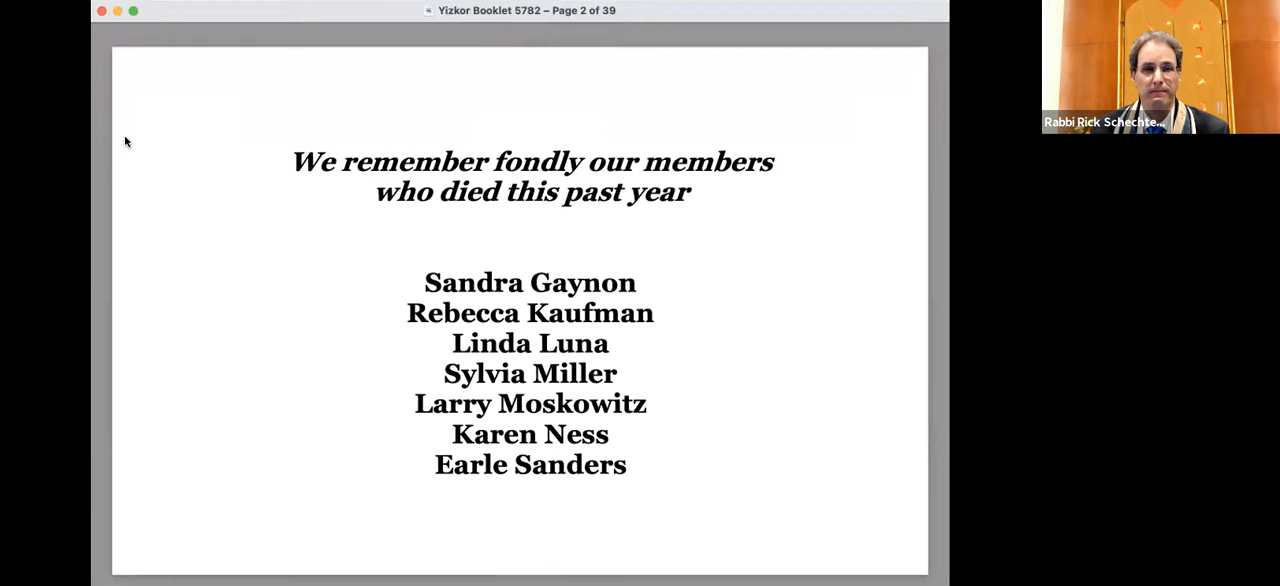 Yizkor Booklet 5782 – Page 2 of 39
We remember fondly our members
who died this past year
Sandra Gaynon
Rebecca Kaufman
Linda Luna
Sylvia Miller
Larry Moskowitz
Karen Ness
Earle Sanders
Rabbi Rick Schechte...